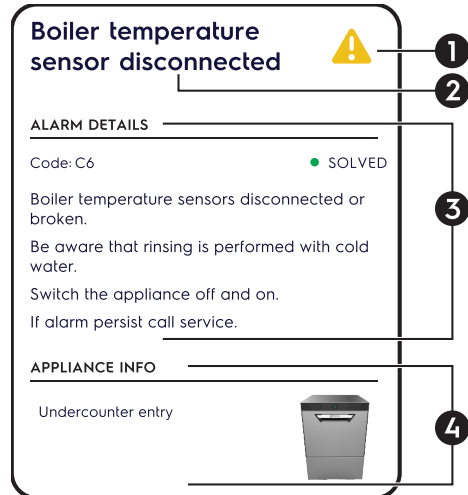 Boiler temperature
sensor disconnected
1
2
ALARM DETAILS
Code: C6
SOLVED
3
Boiler temperature sensors disconnected or
broken.
Be aware that rinsing is performed with cold
water.
Switch the appliance off and on.
If alarm persist call service.
APPLIANCE INFO
Undercounter entry
4